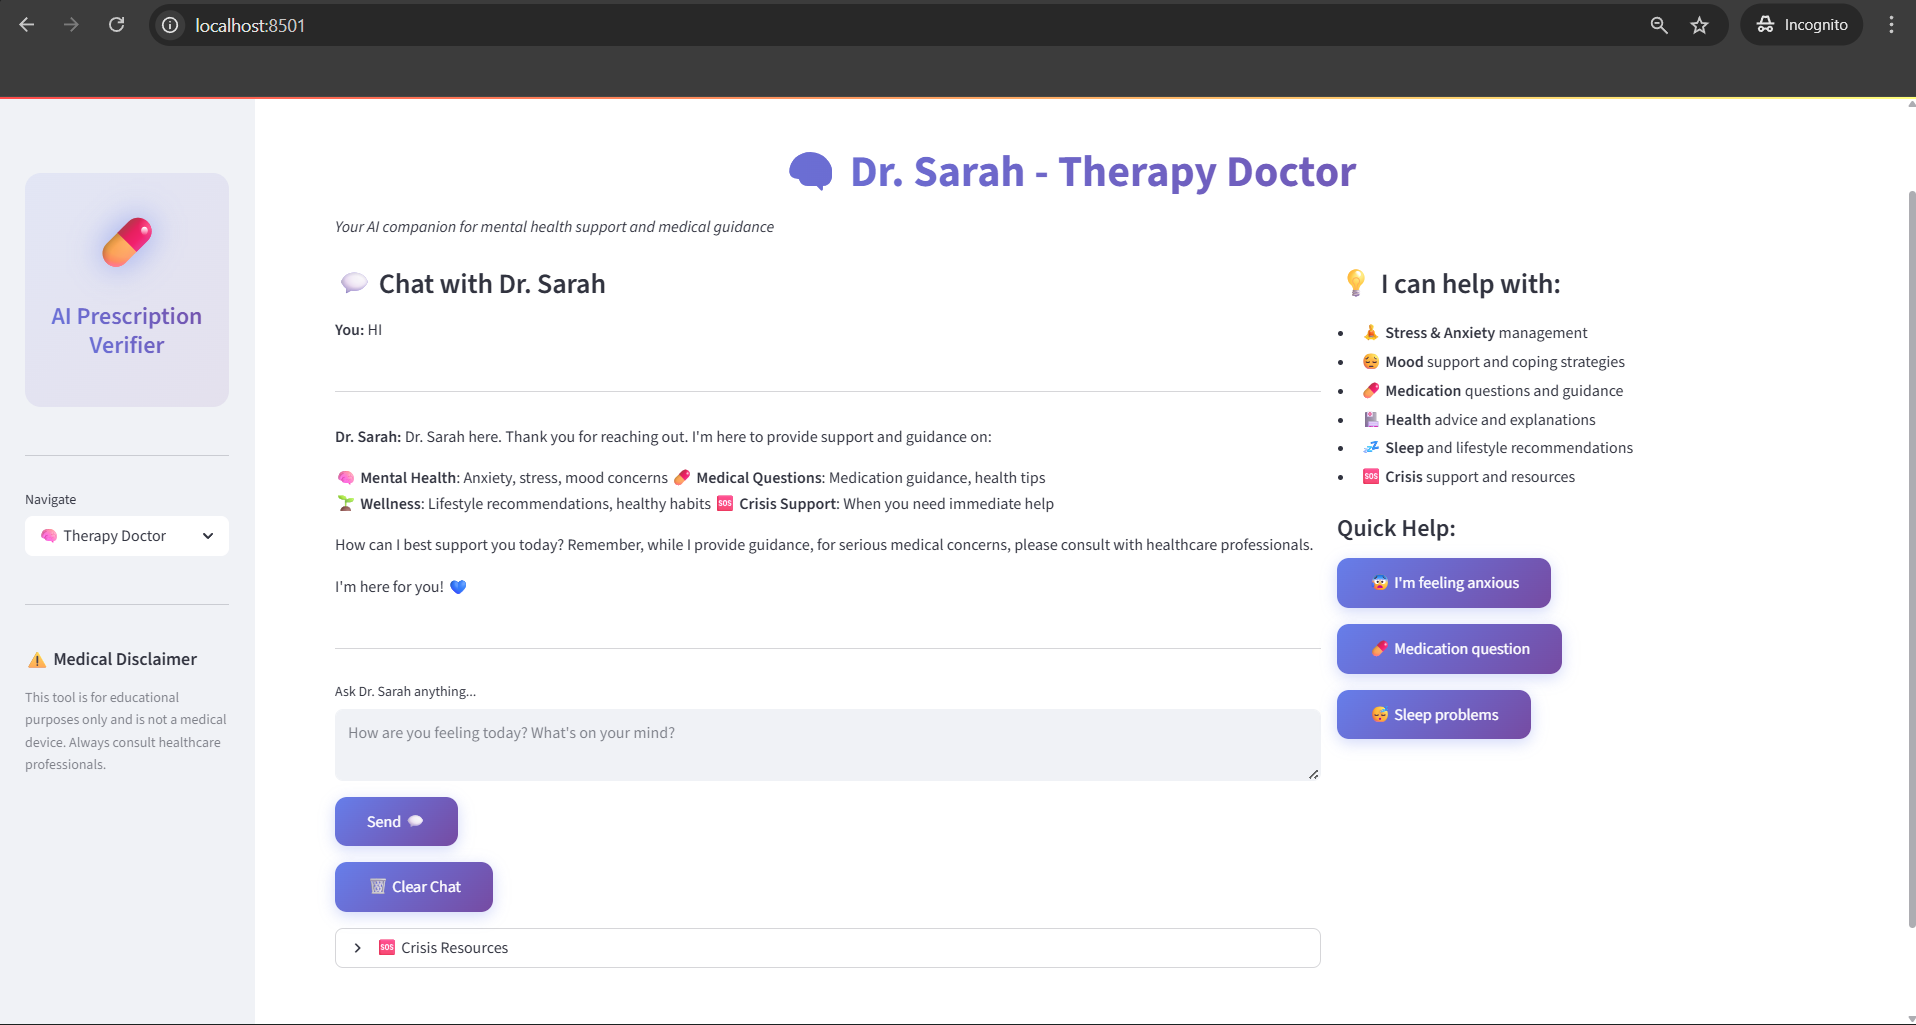 localhost:8501
Incognito
AI Prescription
Verifier
Navigate
🧠 Therapy Doctor
⚠️ Medical Disclaimer
This tool is for educational
purposes only and is not a medical
device. Always consult healthcare
professionals.
🧠 Dr. Sarah - Therapy Doctor
Your AI companion for mental health support and medical guidance
💬 Chat with Dr. Sarah
You: HI
Dr. Sarah: Dr. Sarah here. Thank you for reaching out. I'm here to provide support and guidance on:
🧠 Mental Health: Anxiety, stress, mood concerns 💊 Medical Questions: Medication guidance, health tips
🌱 Wellness: Lifestyle recommendations, healthy habits 🆘 Crisis Support: When you need immediate help
How can I best support you today? Remember, while I provide guidance, for serious medical concerns, please consult with healthcare professionals.
I'm here for you! 💙
Ask Dr. Sarah anything...
How are you feeling today? What's on your mind?
Send 💬
🗑️ Clear Chat
🆘 Crisis Resources
💡 I can help with:
• 🧘 Stress & Anxiety management
• 😔 Mood support and coping strategies
• 💊 Medication questions and guidance
• 🏥 Health advice and explanations
• 💤 Sleep and lifestyle recommendations
• 🆘 Crisis support and resources
Quick Help:
😰 I'm feeling anxious
💊 Medication question
😴 Sleep problems